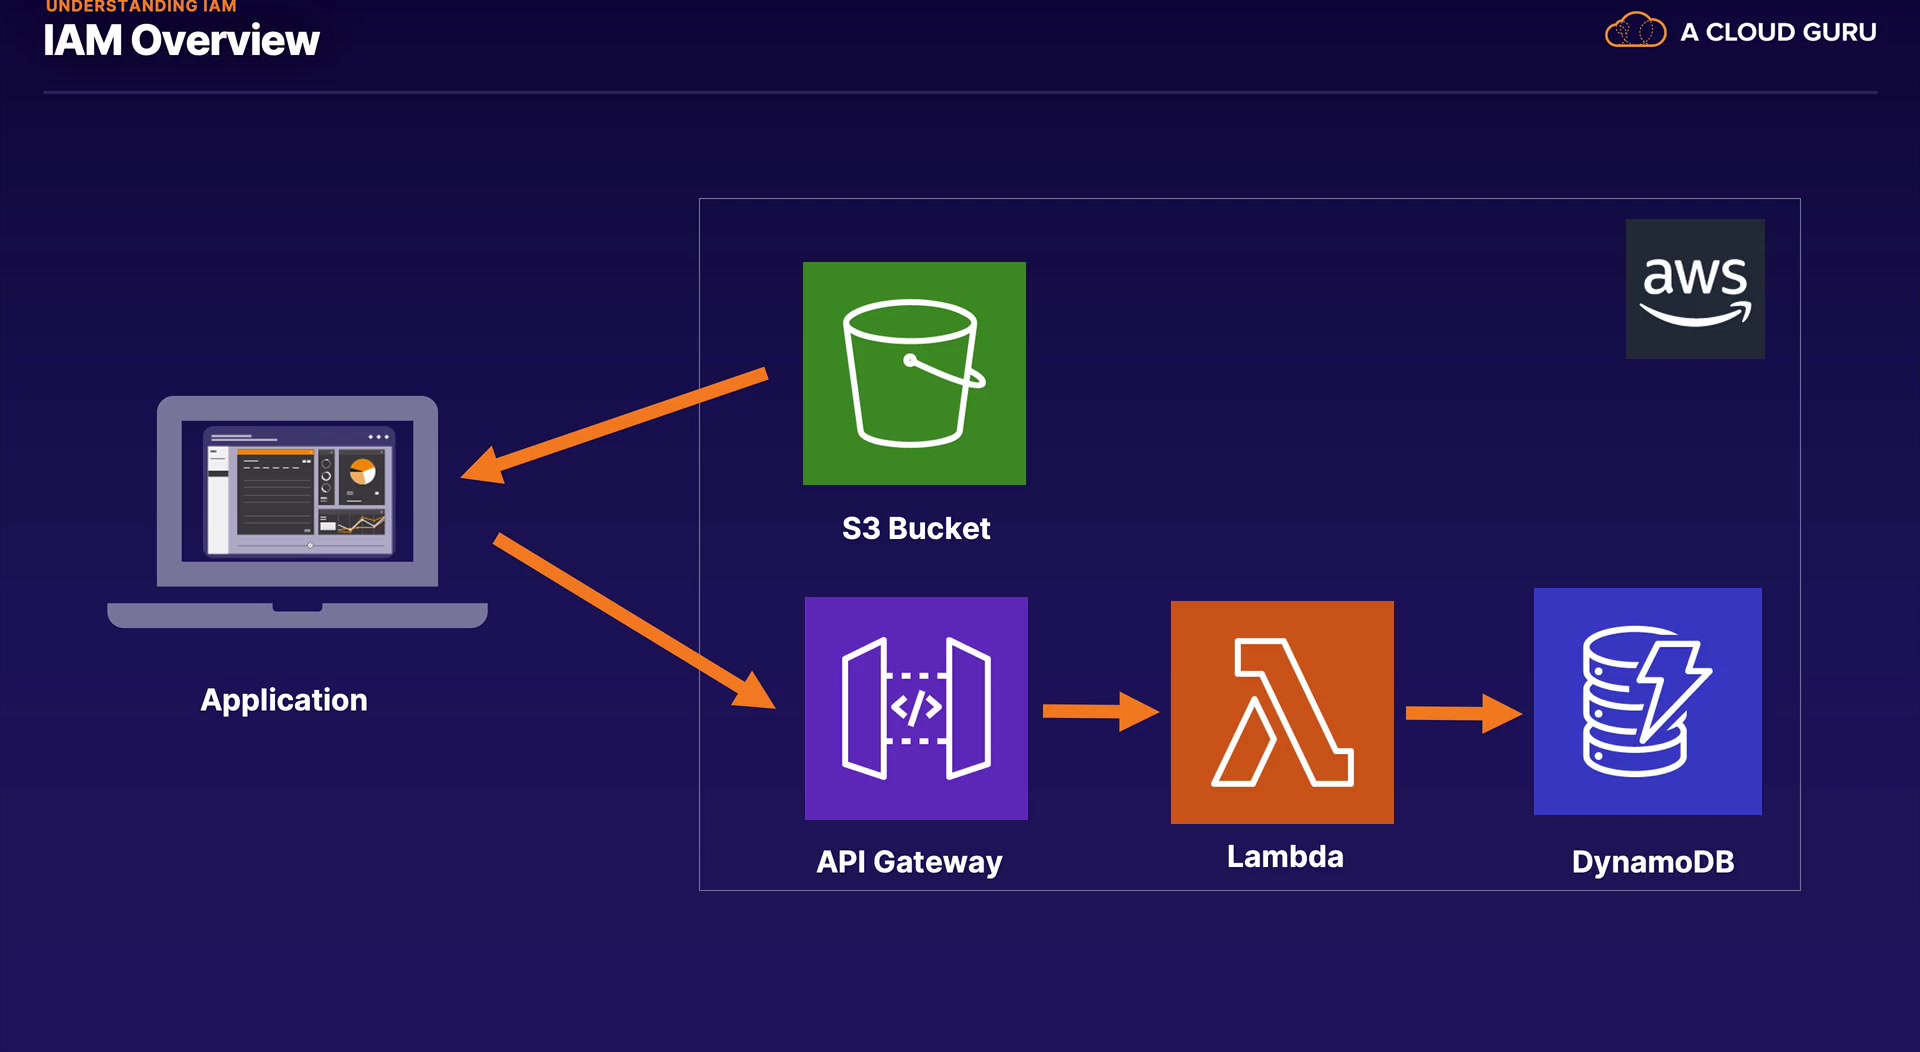 UNDERSTANDING IAM
IAM Overview
A CLOUD GURU
aws
S3 Bucket
</>
Application
API Gateway
Lambda
DynamoDB